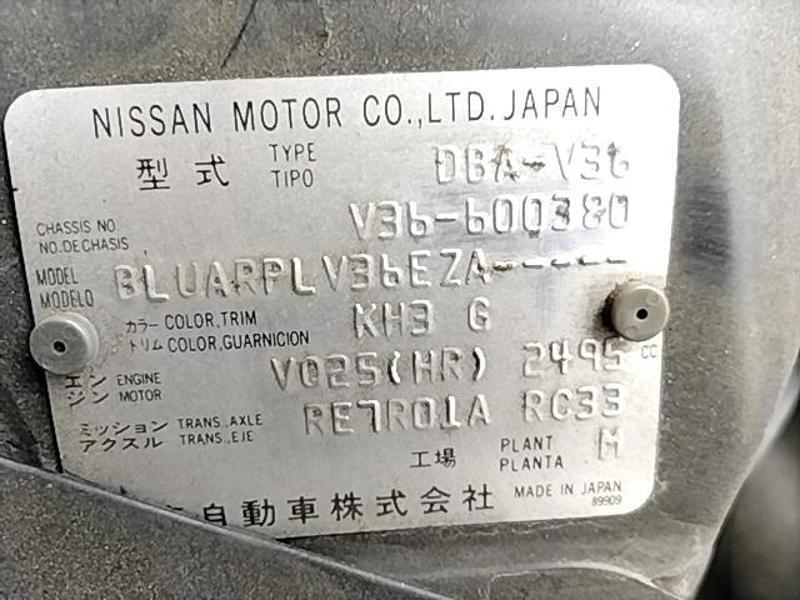 NISSAN MOTOR CO.,LTD. JAPAN
型式 TYPE TIPO DBA-V36
CHASSIS NO. NO.DE CHASIS V36-600380
MODEL MODELO BLUARPLV36EZA-----
カラー COLOR,TRIM トリム COLOR,GUARNICION KH3 G
エンジン ENGINE MOTOR VQ25(HR) 2495 CC
ミッション TRANS.,AXLE アクスル TRANS.,EJE RE7R01A RC33
工場 PLANT PLANTA M
自動車株式会社 MADE IN JAPAN
89909